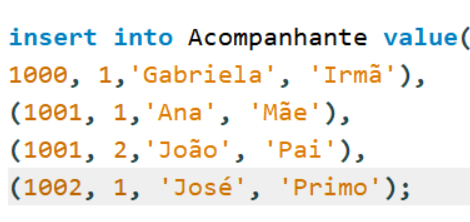 insert into Acompanhante value(
1000, 1,'Gabriela', 'Irmã'),
(1001, 1,'Ana', 'Mãe'),
(1001, 2,'João', 'Pai'),
(1002, 1, 'José', 'Primo');